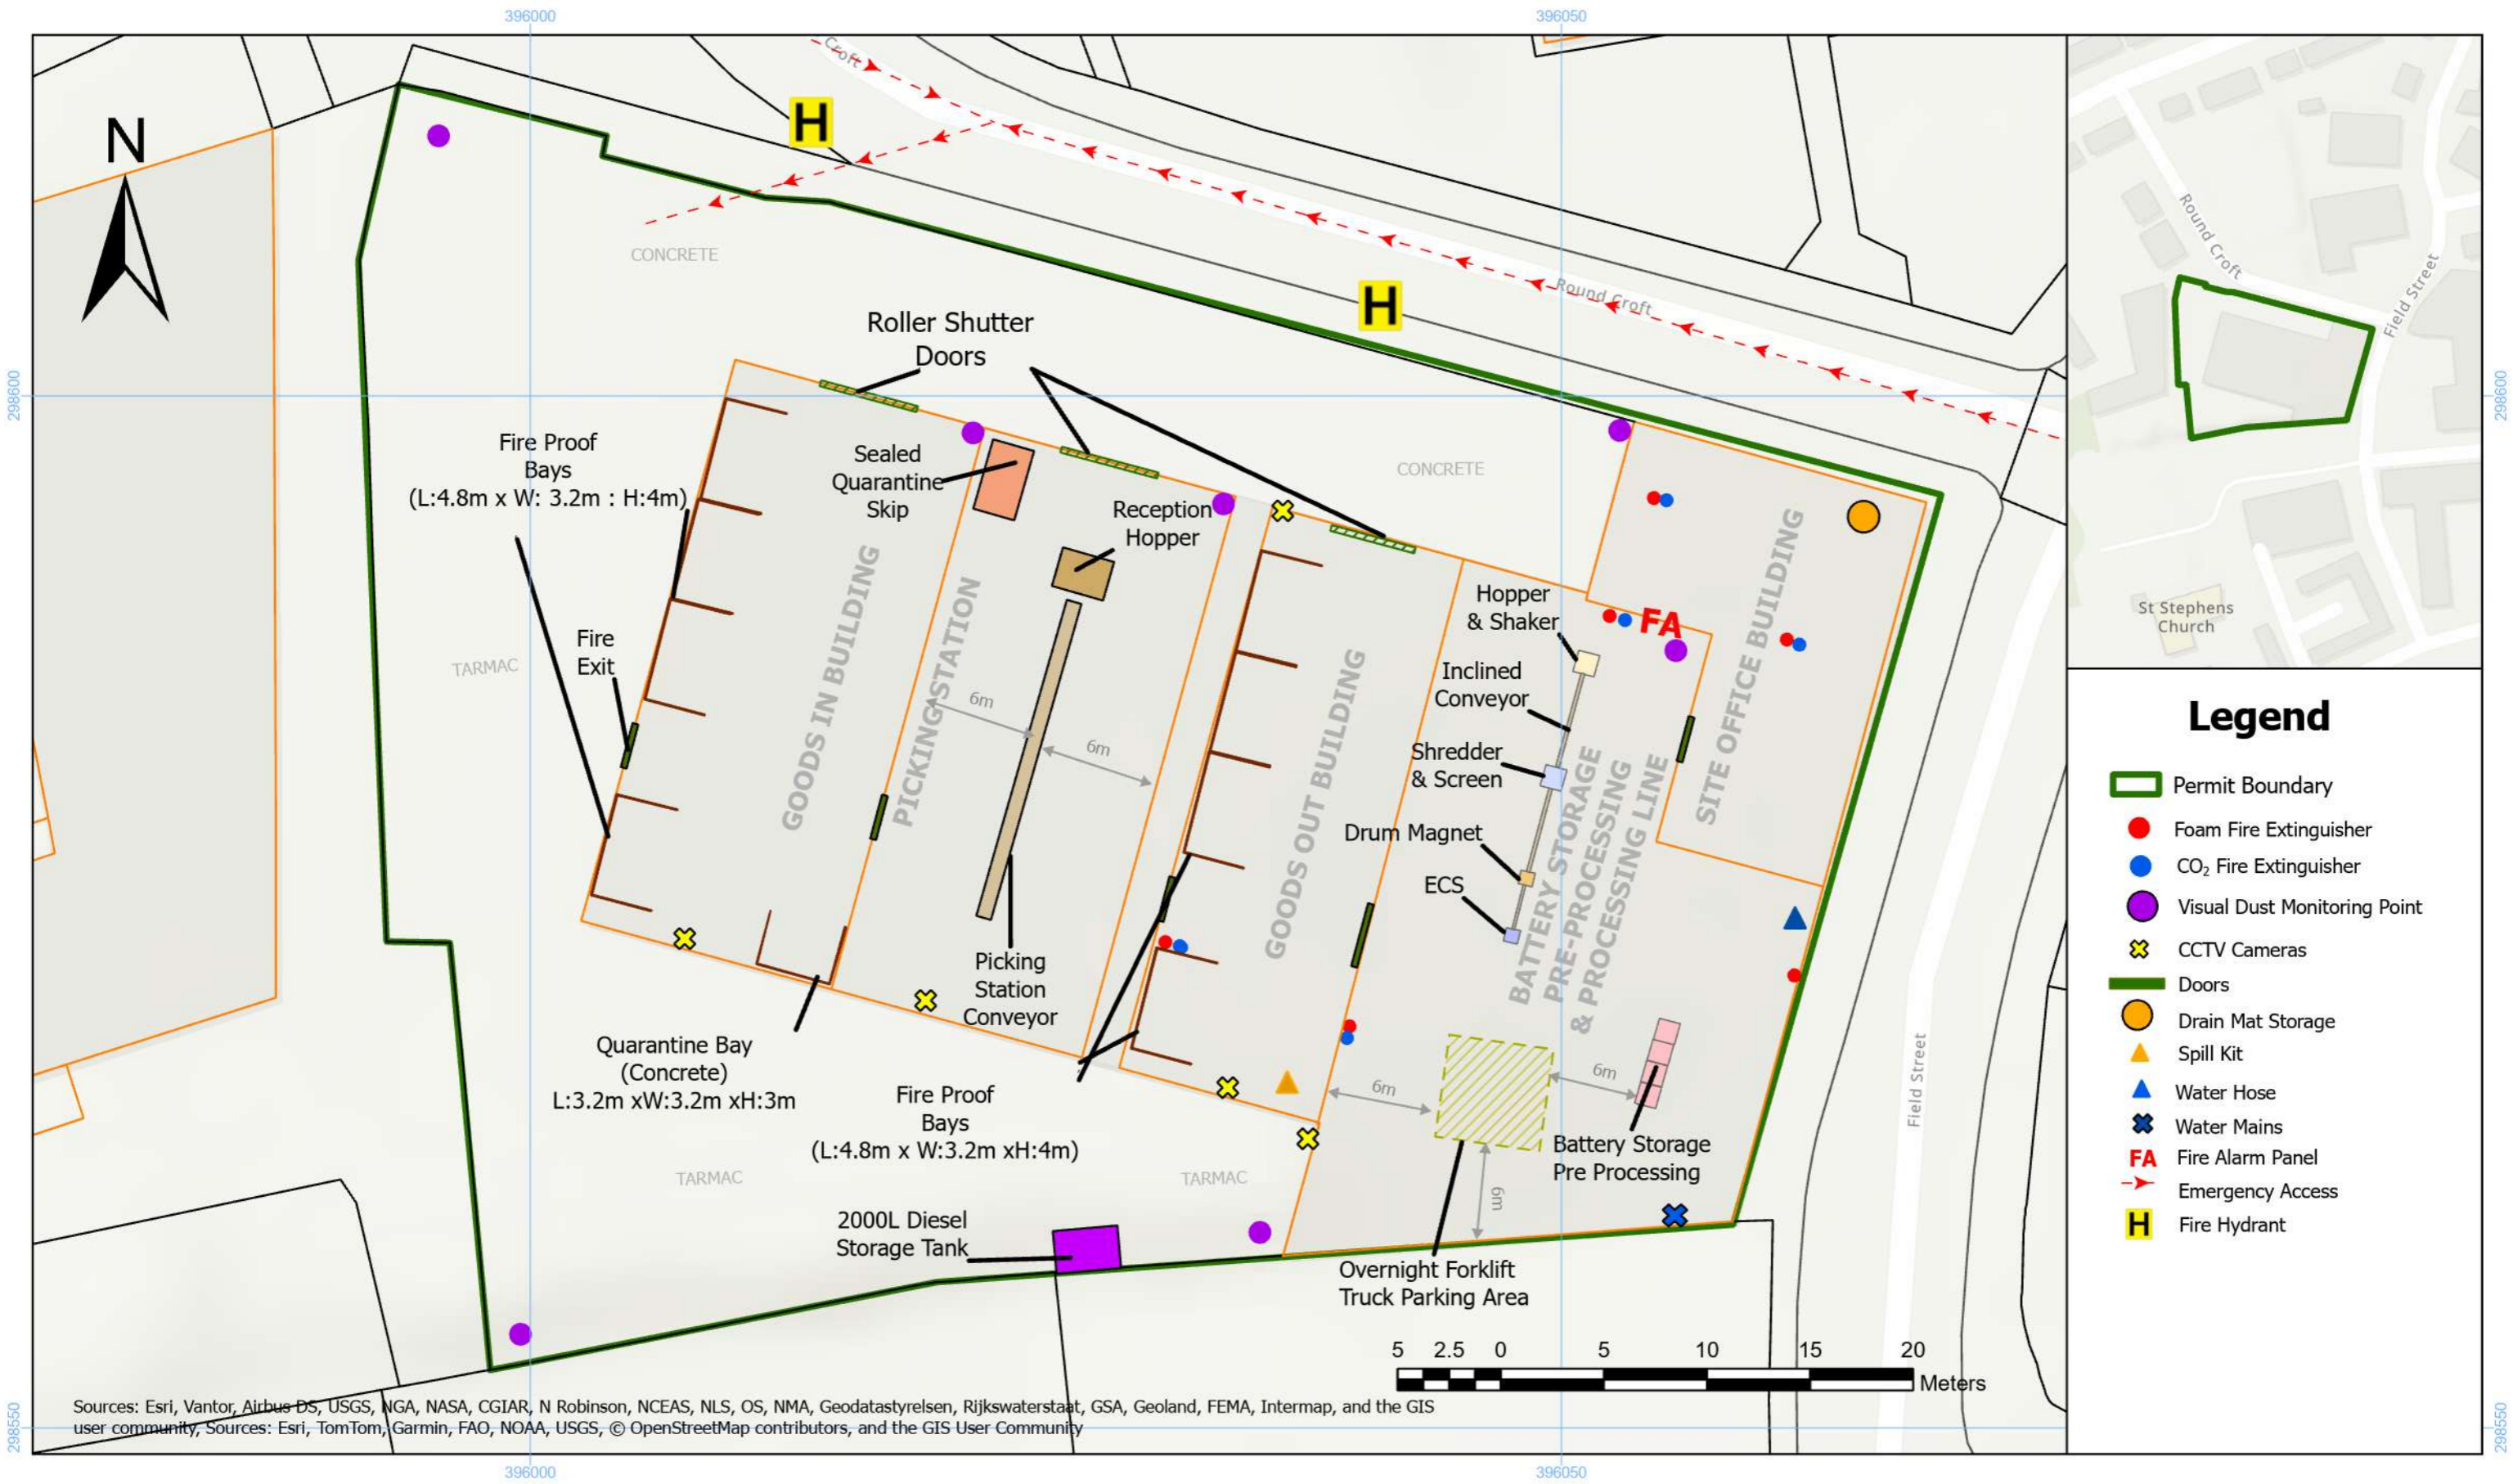 396000
396050
Croft
N
H
CONCRETE
H
Round Croft
Roller Shutter
Doors
298600
298600
Fire Proof
Bays
(L:4.8m x W: 3.2m : H:4m)
Sealed
Quarantine
Skip
CONCRETE
Reception
Hopper
Hopper
& Shaker
FA
Fire
Exit
TARMAC
Inclined
Conveyor
6m
6m
Shredder
& Screen
GOODS IN BUILDING
PICKING STATION
GOODS OUT BUILDING
SITE OFFICE BUILDING
BATTERY STORAGE
PRE-PROCESSING
& PROCESSING LINE
Drum Magnet
ECS
Picking
Station
Conveyor
Quarantine Bay
(Concrete)
L:3.2m xW:3.2m xH:3m
Fire Proof
Bays
(L:4.8m x W:3.2m xH:4m)
6m
6m
6m
Field Street
Battery Storage
Pre Processing
TARMAC
TARMAC
2000L Diesel
Storage Tank
Overnight Forklift
Truck Parking Area
5 2.5 0 5 10 15 20
Meters
Sources: Esri, Vantor, Airbus DS, USGS, NGA, NASA, CGIAR, N Robinson, NCEAS, NLS, OS, NMA, Geodatastyrelsen, Rijkswaterstaat, GSA, Geoland, FEMA, Intermap, and the GIS
user community, Sources: Esri, TomTom, Garmin, FAO, NOAA, USGS, © OpenStreetMap contributors, and the GIS User Community
298550
298550
396000
396050
Round Croft
Field Street
St Stephens
Church
Legend
Permit Boundary
Foam Fire Extinguisher
CO₂ Fire Extinguisher
Visual Dust Monitoring Point
CCTV Cameras
Doors
Drain Mat Storage
Spill Kit
Water Hose
Water Mains
FA Fire Alarm Panel
Emergency Access
H Fire Hydrant